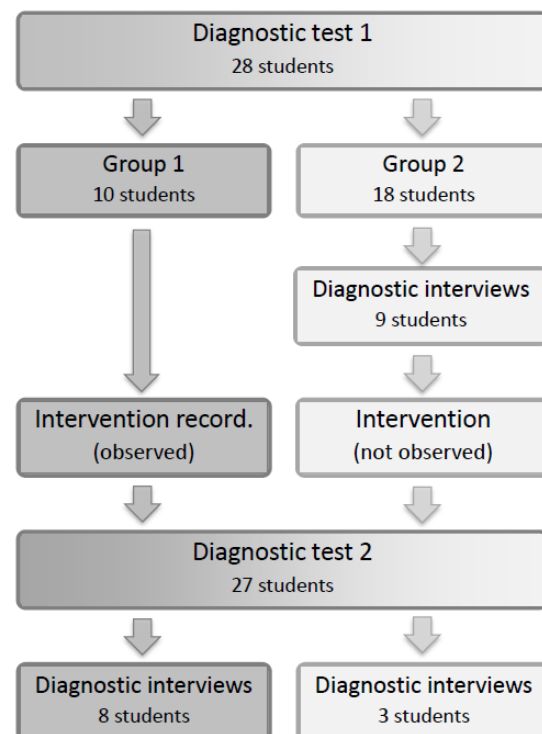 Diagnostic test 1
28 students
Group 1
10 students
Group 2
18 students
Diagnostic interviews
9 students
Intervention record.
(observed)
Intervention
(not observed)
Diagnostic test 2
27 students
Diagnostic interviews
8 students
Diagnostic interviews
3 students